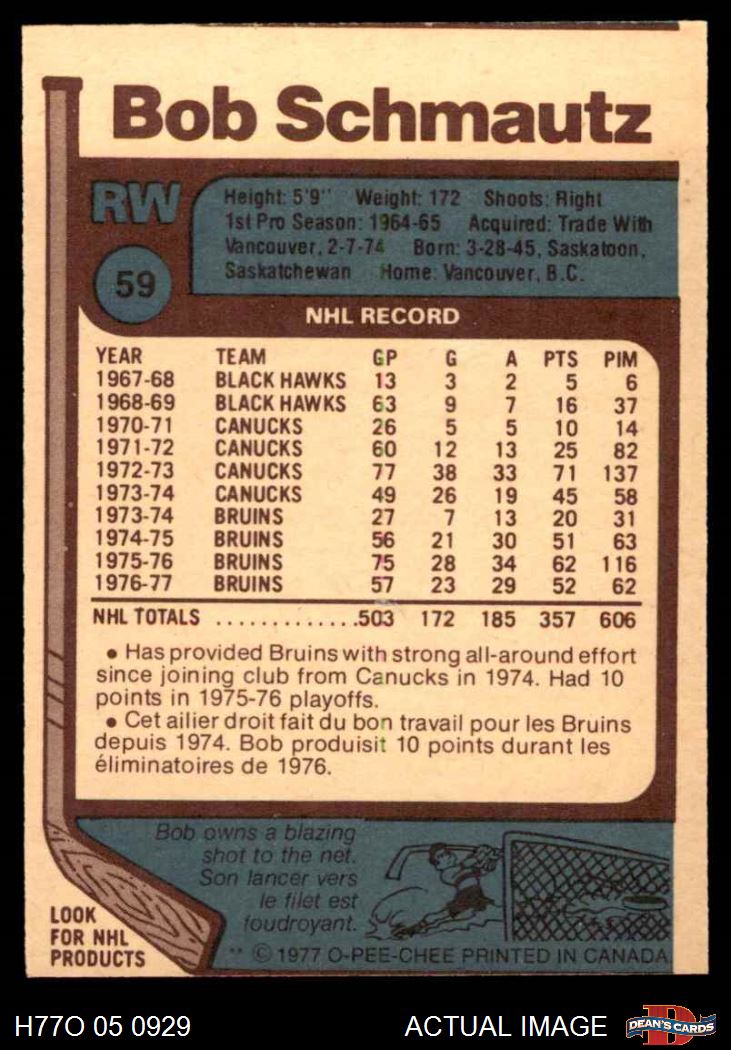 Bob Schmautz
RW
59
Height: 5'9" Weight: 172 Shoots: Right
1st Pro Season: 1964-65 Acquired: Trade With
Vancouver, 2-7-74 Born: 3-28-45, Saskatoon,
Saskatchewan Home: Vancouver, B.C.
NHL RECORD
YEAR TEAM GP G A PTS PIM
1967-68 BLACK HAWKS 13 3 2 5 6
1968-69 BLACK HAWKS 63 9 7 16 37
1970-71 CANUCKS 26 5 5 10 14
1971-72 CANUCKS 60 12 13 25 82
1972-73 CANUCKS 77 38 33 71 137
1973-74 CANUCKS 49 26 19 45 58
1973-74 BRUINS 27 7 13 20 31
1974-75 BRUINS 56 21 30 51 63
1975-76 BRUINS 75 28 34 62 116
1976-77 BRUINS 57 23 29 52 62
NHL TOTALS .............503 172 185 357 606
• Has provided Bruins with strong all-around effort
since joining club from Canucks in 1974. Had 10
points in 1975-76 playoffs.
• Cet ailier droit fait du bon travail pour les Bruins
depuis 1974. Bob produisit 10 points durant les
éliminatoires de 1976.
Bob owns a blazing
shot to the net.
Son lancer vers
le filet est
foudroyant.
LOOK
FOR NHL
PRODUCTS
** © 1977 O-PEE-CHEE PRINTED IN CANADA
H77O 05 0929 ACTUAL IMAGE
D
DEAN'S CARDS